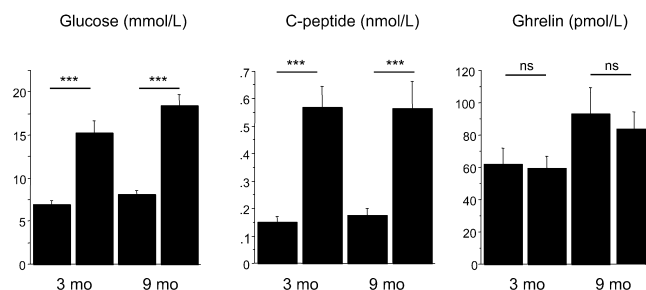 Glucose (mmol/L)
***
***
20
15
10
5
0
3 mo
9 mo
C-peptide (nmol/L)
***
***
.7
.6
.5
.4
.3
.2
.1
0
3 mo
9 mo
Ghrelin (pmol/L)
ns
ns
120
100
80
60
40
20
0
3 mo
9 mo